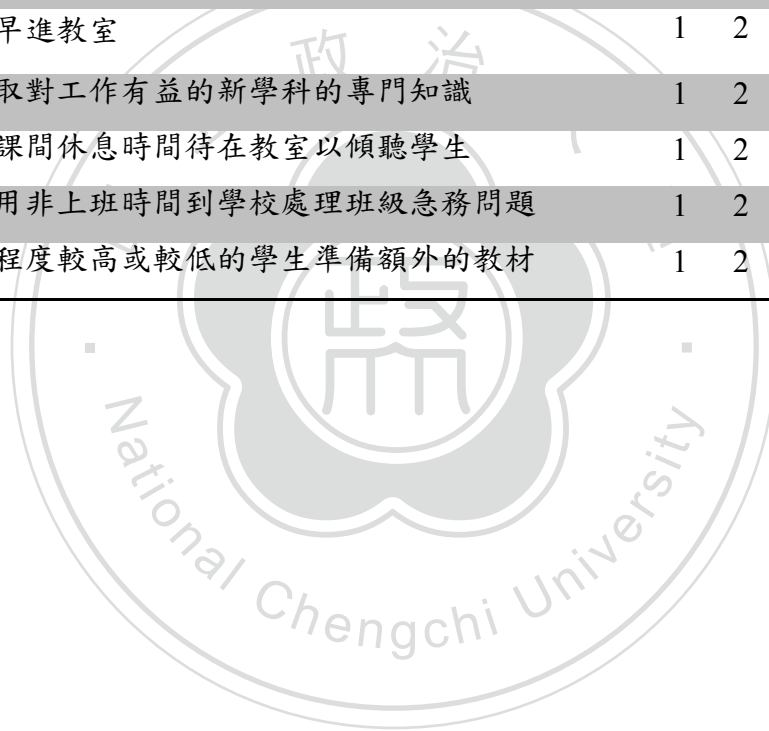 早進教室 1 2
取對工作有益的新學科的專門知識 1 2
課間休息時間待在教室以傾聽學生 1 2
用非上班時間到學校處理班級急務問題 1 2
程度較高或較低的學生準備額外的教材 1 2
政 治
政
National Chengchi University